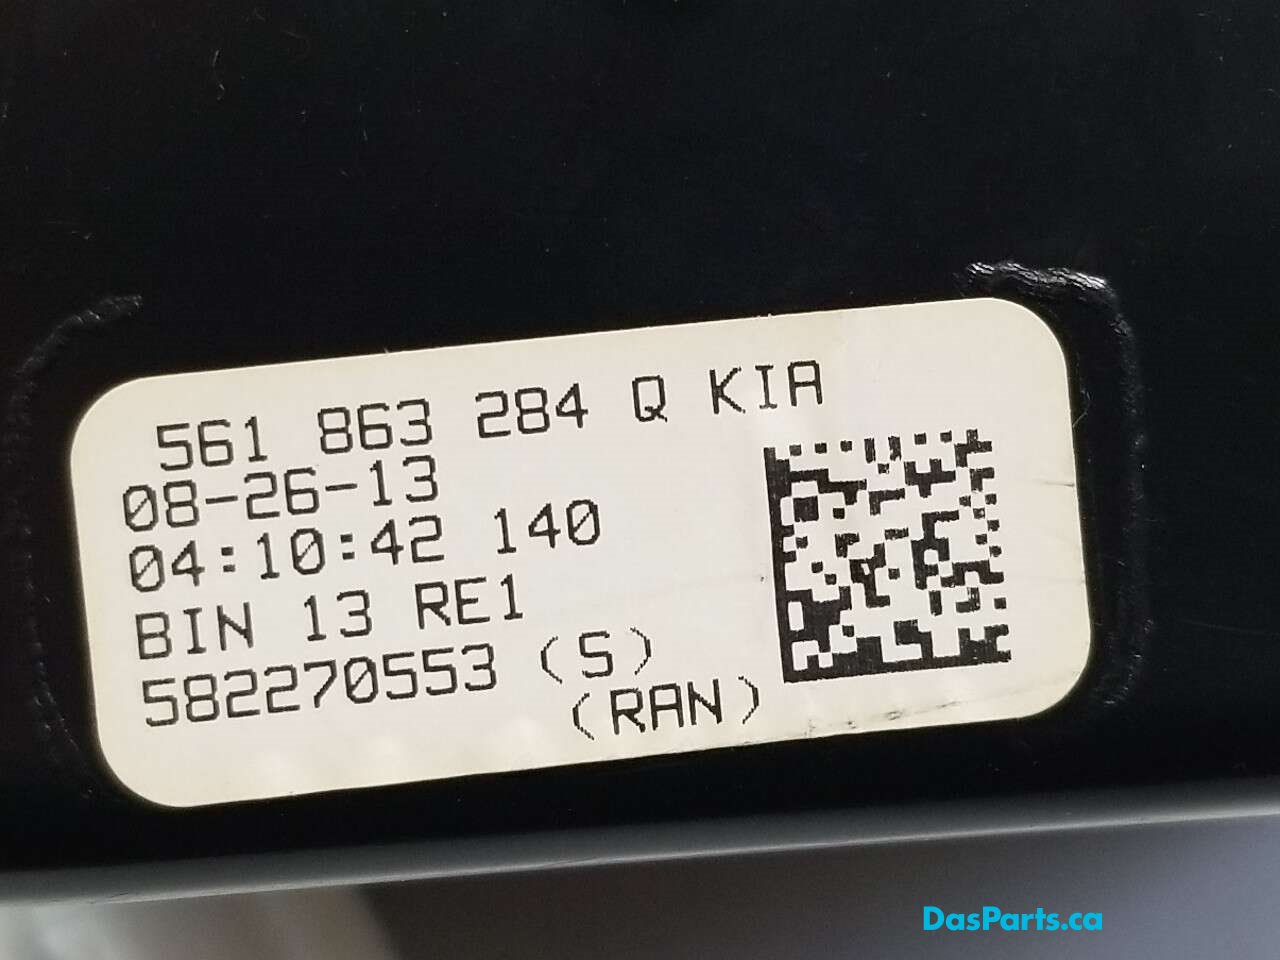 561 863 284 Q KIA
08-26-13
04:10:42 140
BIN 13 RE1
582270553 (S)
(RAN)
DasParts.ca